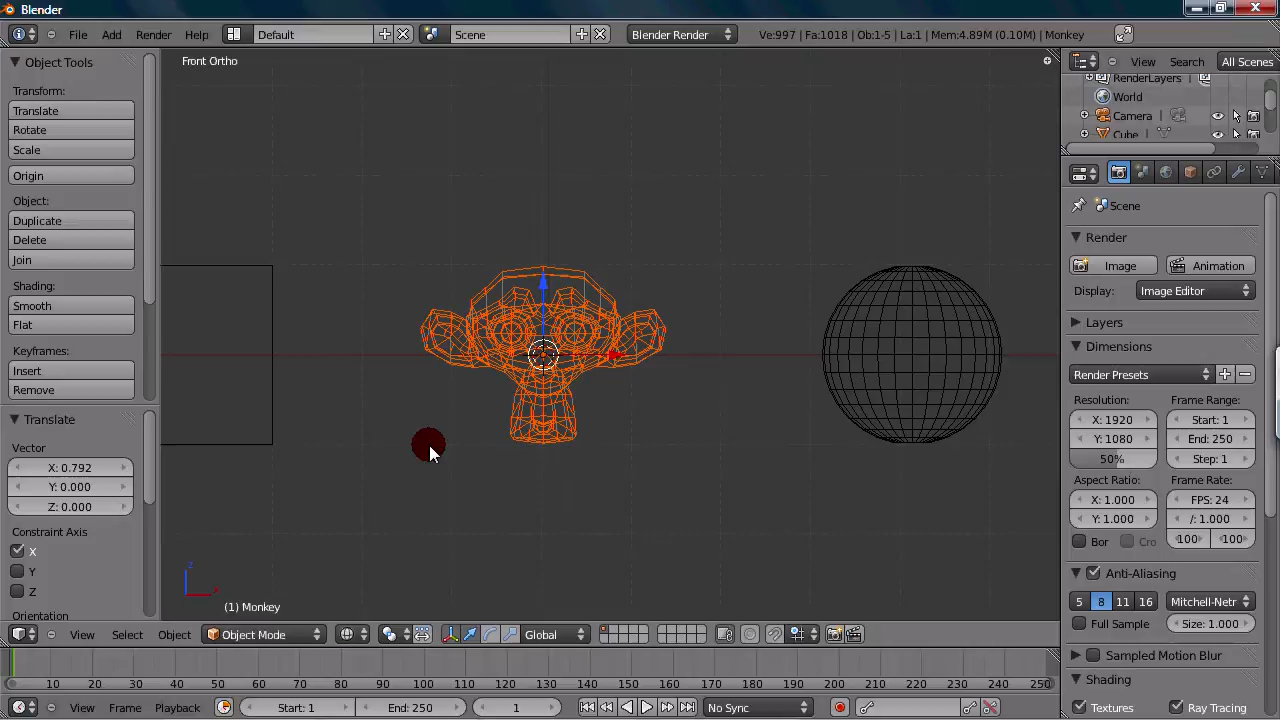 Blender
File Add Render Help Default Scene Blender Render Ve:997 | Fa:1018 | Ob:1-5 | La:1 | Mem:4.89M (0.10M) | Monkey
Object Tools
Transform:
Translate
Rotate
Scale
Origin
Object:
Duplicate
Delete
Join
Shading:
Smooth
Flat
Keyframes:
Insert
Remove
Translate
Vector
X: 0.792
Y: 0.000
Z: 0.000
Constraint Axis
X
Y
Z
Orientation
Front Ortho
z
x
(1) Monkey
View Select Object Object Mode Global
10 20 30 40 50 60 70 80 90 100 110 120 130 140 150 160 170 180 190 200 210 220 230 240 250
View Frame Playback Start: 1 End: 250 1 No Sync
View Search All Scenes
RenderLayers
World
Camera
Cube
Scene
Render
Image Animation
Display: Image Editor
Layers
Dimensions
Render Presets
Resolution: Frame Range:
X: 1920 Start: 1
Y: 1080 End: 250
50% Step: 1
Aspect Ratio: Frame Rate:
X: 1.000 FPS: 24
Y: 1.000 /: 1.000
Bor Cro 100 100
Anti-Aliasing
5 8 11 16 Mitchell-Netr
Full Sample Size: 1.000
Sampled Motion Blur
Shading
Textures Ray Tracing